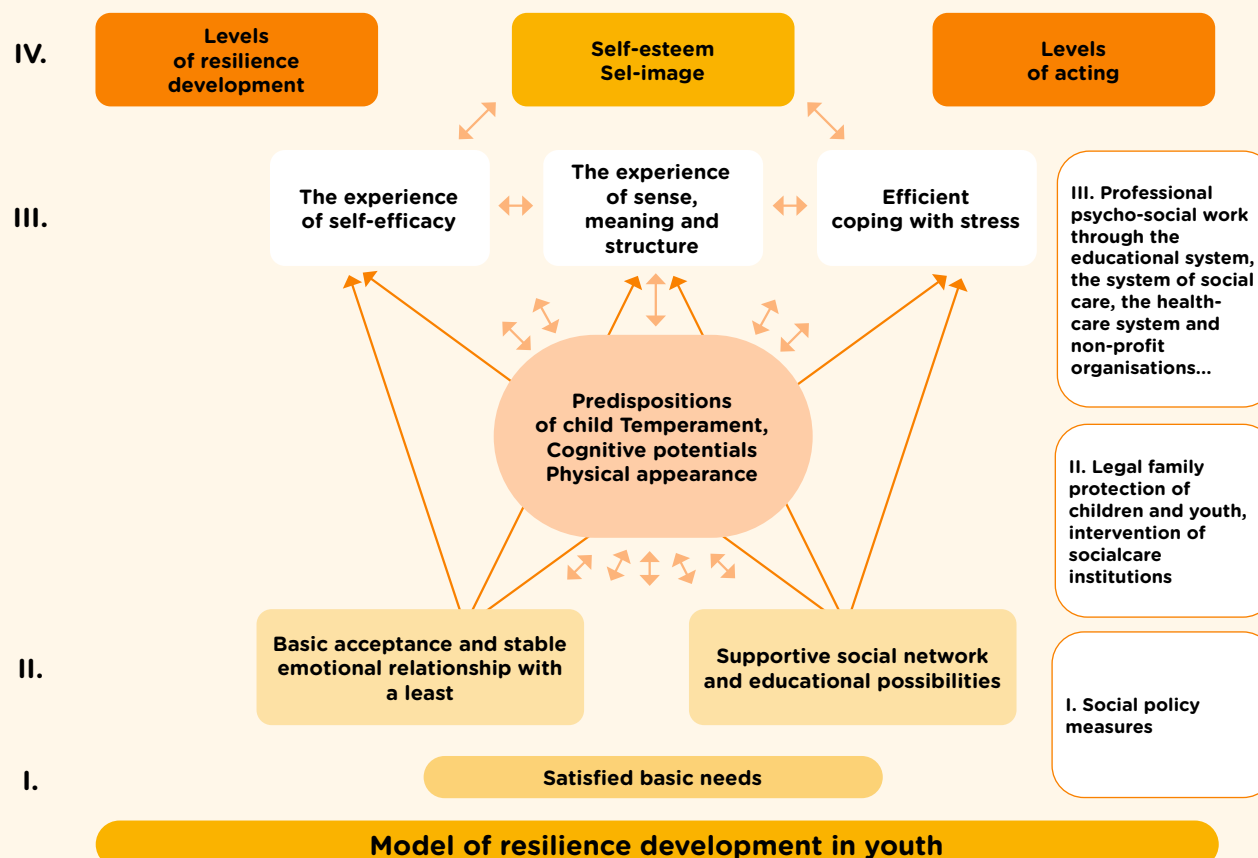 IV.
Levels
of resilience
development
Self-esteem
Sel-image
Levels
of acting
III.
The experience
of self-efficacy
The experience
of sense,
meaning and
structure
Efficient
coping with stress
III. Professional
psycho-social work
through the
educational system,
the system of social
care, the health-
care system and
non-profit
organisations...
Predispositions
of child Temperament,
Cognitive potentials
Physical appearance
II. Legal family
protection of
children and youth,
intervention of
socialcare
institutions
II.
Basic acceptance and stable
emotional relationship with
a least
Supportive social network
and educational possibilities
I. Social policy
measures
I.
Satisfied basic needs
Model of resilience development in youth